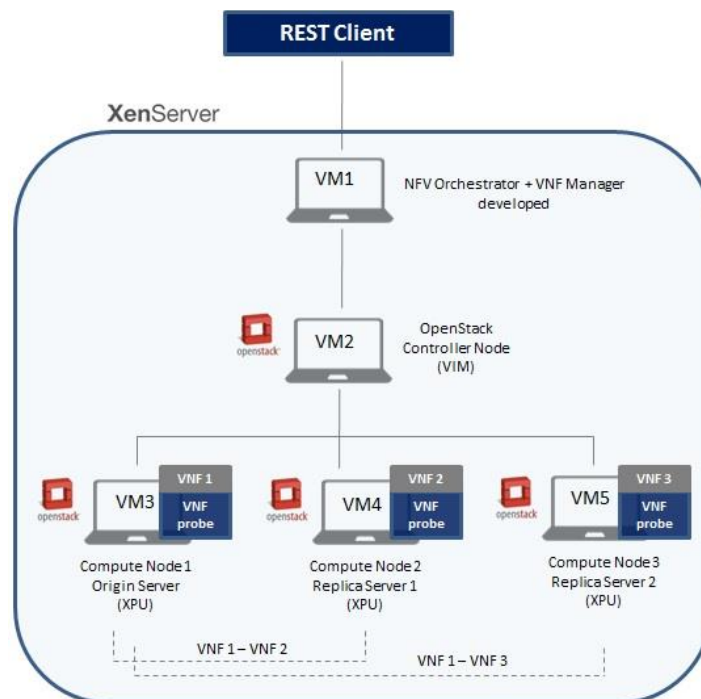 REST Client
XenServer
VM1
NFV Orchestrator + VNF Manager
developed
openstack
VM2
OpenStack
Controller Node
(VIM)
openstack
VM3
VNF 1
VNF
probe
openstack
VM4
VNF 2
VNF
probe
openstack
VM5
VNF 3
VNF
probe
Compute Node 1
Origin Server
(XPU)
Compute Node 2
Replica Server 1
(XPU)
Compute Node 3
Replica Server 2
(XPU)
VNF 1 – VNF 2
VNF 1 – VNF 3